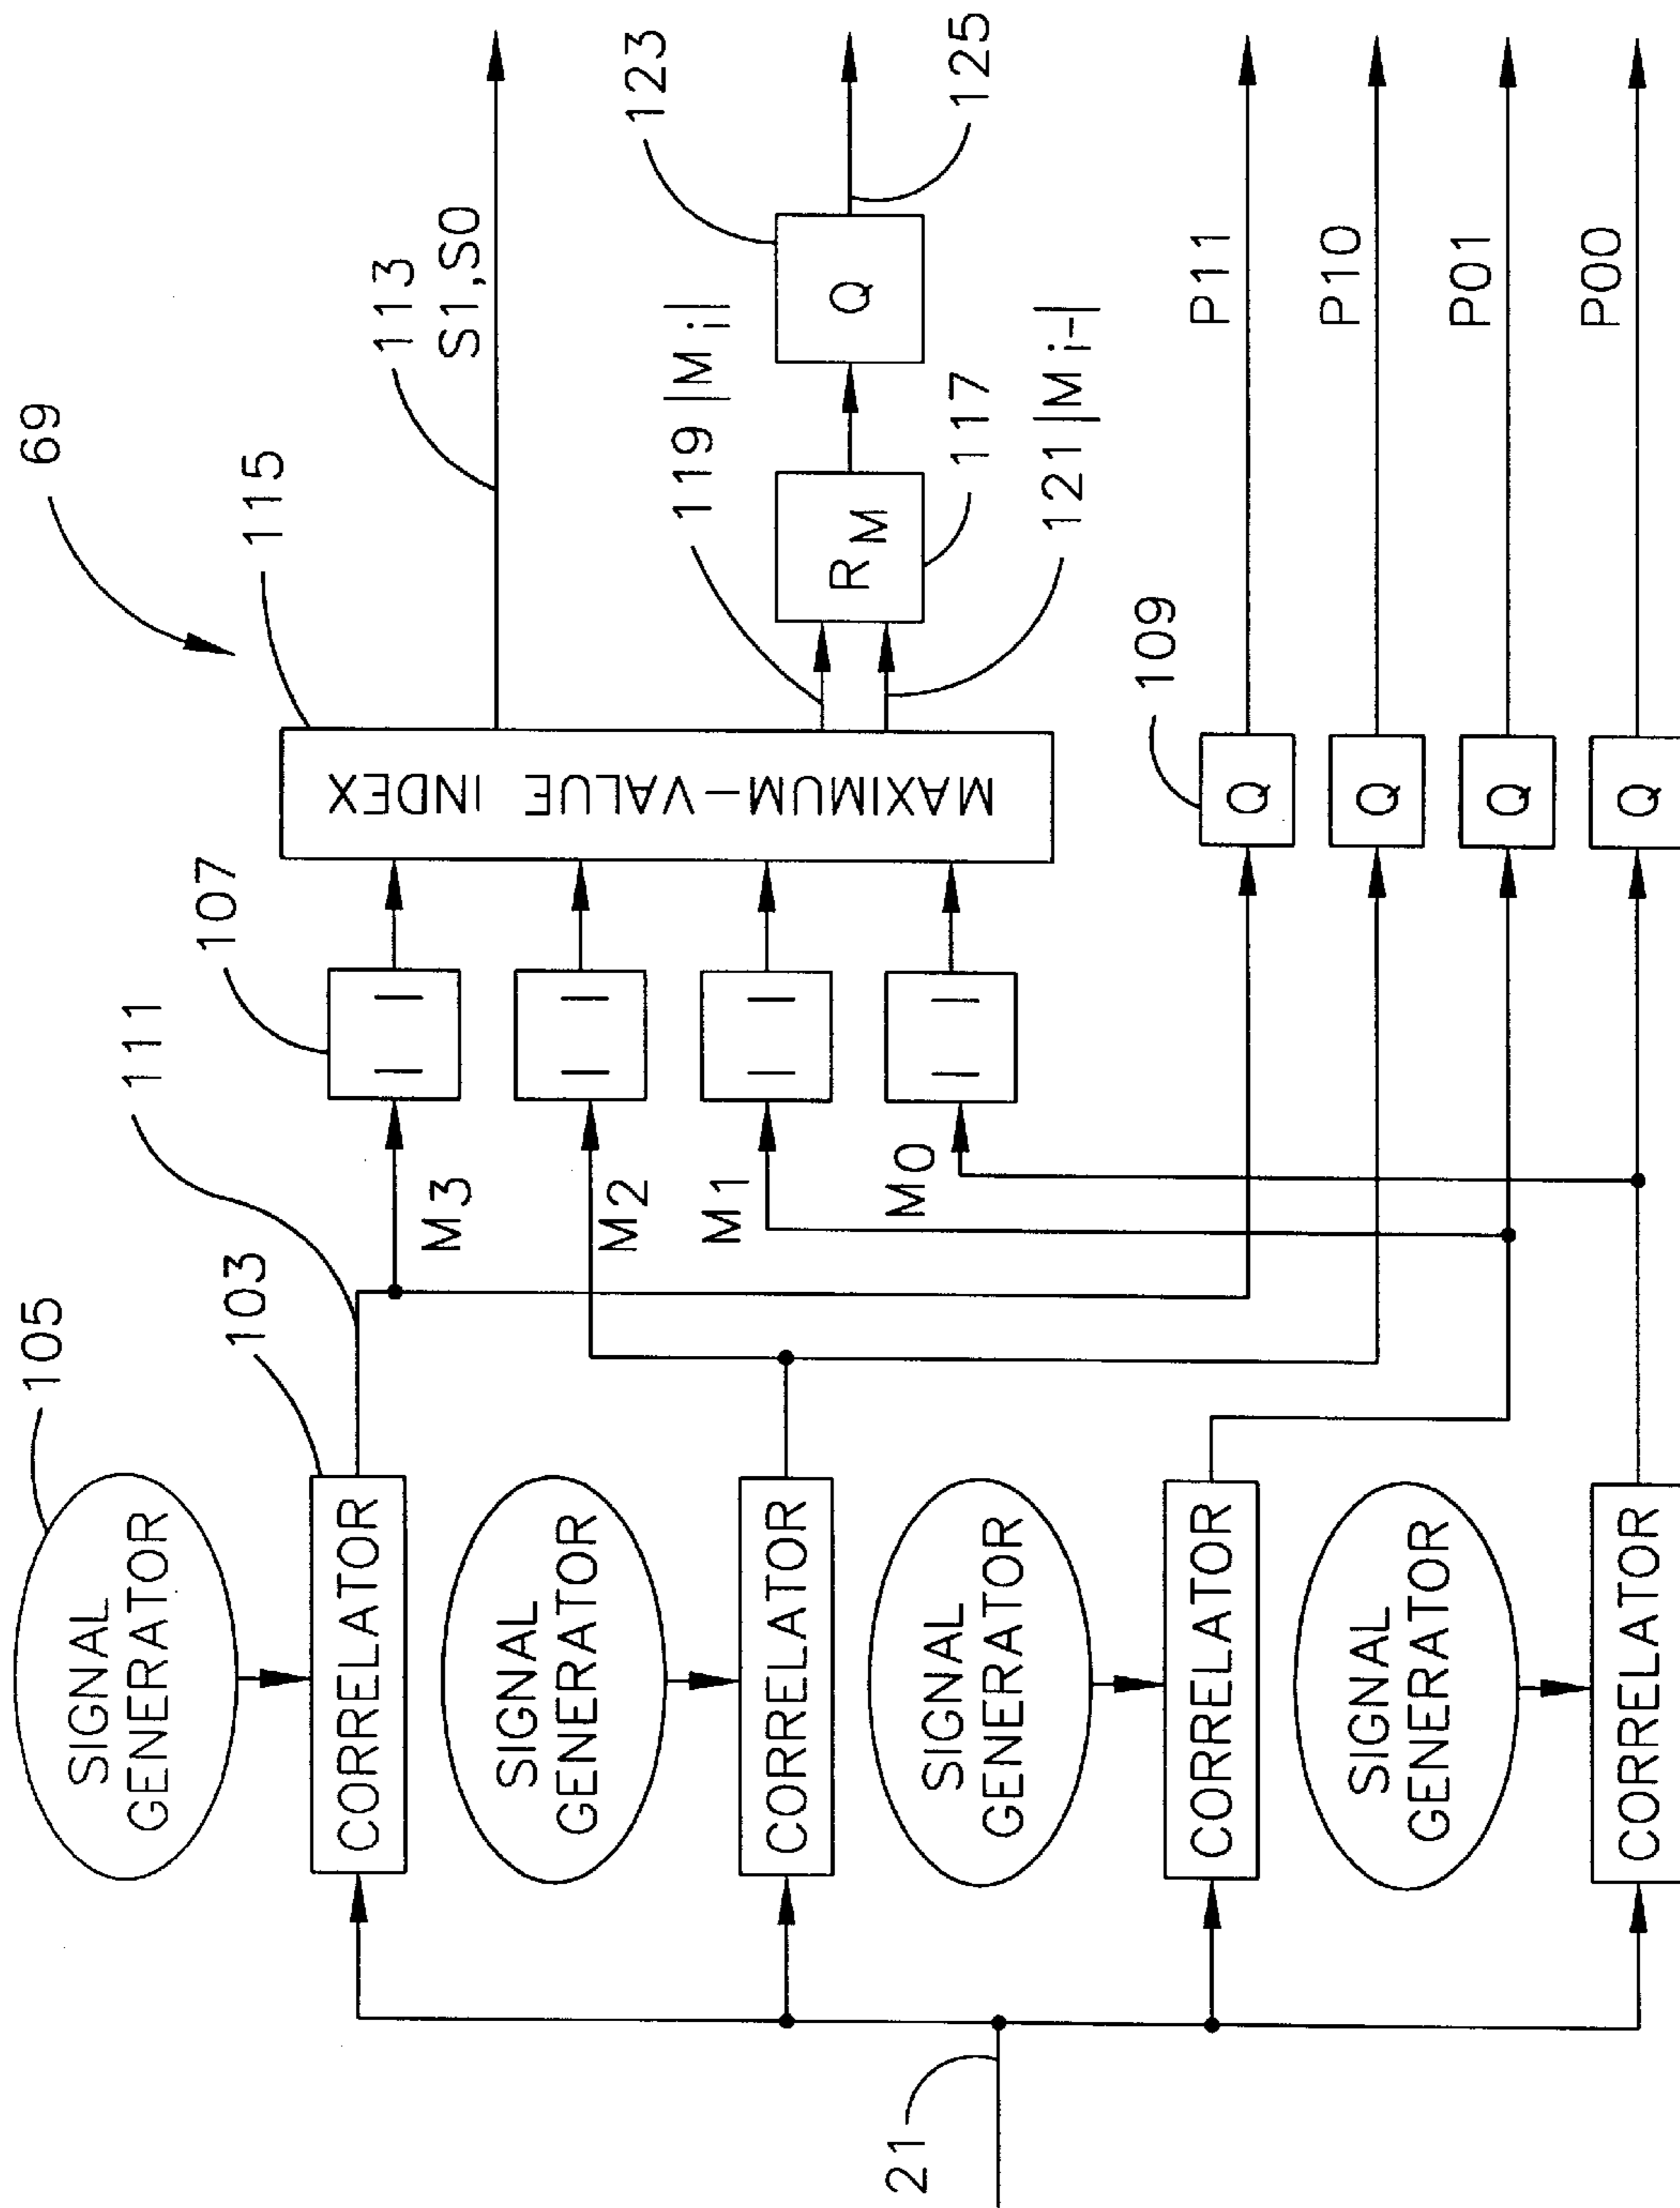 69
105
SIGNAL
GENERATOR
103
CORRELATOR
111
107
| |
115
113
S1,S0
M3
SIGNAL
GENERATOR
CORRELATOR
M2
| |
MAXIMUM-VALUE INDEX
119 |Mi|
123
RM
Q
125
117
121 |Mi-|
M1
| |
M0
| |
21
SIGNAL
GENERATOR
CORRELATOR
109
Q
P11
Q
P10
SIGNAL
GENERATOR
CORRELATOR
Q
P01
Q
P00